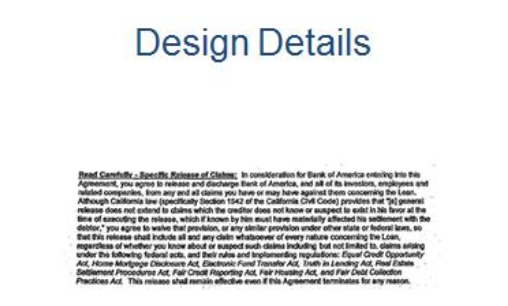 Design Details
Read Carefully - Specific Release of Claims: In consideration for Bank of America entering into this
Agreement, you agree to release and discharge Bank of America, and all of its investors, employees and
related companies, from any and all claims you have or may have against them concerning the Loan.
Although California law (specifically Section 1542 of the California Civil Code) provides that "[a] general
release does not extend to claims which the creditor does not know or suspect to exist in his favor at the
time of executing the release, which if known by him must have materially affected his settlement with the
debtor," you agree to waive that provision, or any similar provision under other state or federal laws, so
that this release shall include all and any claim whatsoever of every nature concerning the Loan,
regardless of whether you know about or suspect such claims including but not limited to, claims arising
under the following federal acts, and their rules and implementing regulations: Equal Credit Opportunity
Act, Home Mortgage Disclosure Act, Electronic Fund Transfer Act, Truth in Lending Act, Real Estate
Settlement Procedures Act, Fair Credit Reporting Act, Fair Housing Act, and Fair Debt Collection
Practices Act. This release shall remain effective even if this Agreement terminates for any reason.